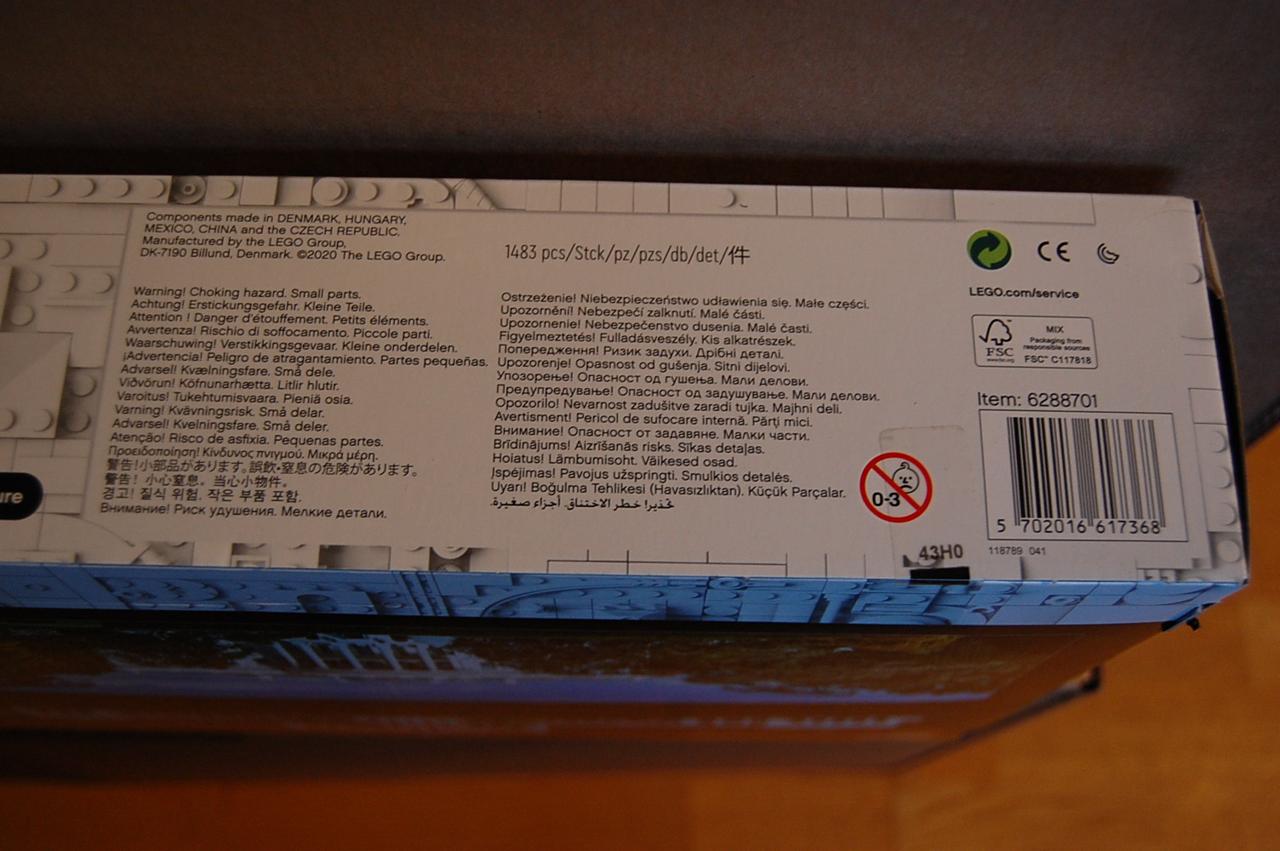 Components made in DENMARK, HUNGARY,
MEXICO, CHINA and the CZECH REPUBLIC.
Manufactured by the LEGO Group,
DK-7190 Billund, Denmark. ©2020 The LEGO Group.
1483 pcs/Stck/pz/pzs/db/det/件
Warning! Choking hazard. Small parts.
Achtung! Erstickungsgefahr. Kleine Teile.
Attention ! Danger d'étouffement. Petits éléments.
Avvertenza! Rischio di soffocamento. Piccole parti.
Waarschuwing! Verstikkingsgevaar. Kleine onderdelen.
¡Advertencia! Peligro de atragantamiento. Partes pequeñas.
Advarsel! Kvælningsfare. Små dele.
Viðvörun! Köfnunarhætta. Litlir hlutir.
Varoitus! Tukehtumisvaara. Pieniä osia.
Varning! Kvävningsrisk. Små delar.
Advarsel! Kvelningsfare. Små deler.
Atenção! Risco de asfixia. Pequenas partes.
Προειδοποίηση! Κίνδυνος πνιγμού. Μικρά μέρη.
警告!小部品があります。誤飲・窒息の危険があります。
警告！小心窒息。当心小物件。
경고! 질식 위험. 작은 부품 포함.
Внимание! Риск удушения. Мелкие детали.
Ostrzeżenie! Niebezpieczeństwo udławienia się. Małe części.
Upozornění! Nebezpečí zalknutí. Malé části.
Upozornenie! Nebezpečenstvo dusenia. Malé časti.
Figyelmeztetés! Fulladásveszély. Kis alkatrészek.
Попередження! Ризик задухи. Дрібні деталі.
Upozorenje! Opasnost od gušenja. Sitni dijelovi.
Упозорење! Опасност од гушења. Мали делови.
Предупредување! Опасност од задушување. Мали делови.
Opozorilo! Nevarnost zadušitve zaradi tujka. Majhni deli.
Avertisment! Pericol de sufocare internă. Părţi mici.
Внимание! Опасност от задавяне. Малки части.
Brīdinājums! Aizrīšanās risks. Sīkas detaļas.
Hoiatus! Lämbumisoht. Väikesed osad.
Įspėjimas! Pavojus užspringti. Smulkios detalės.
Uyarı! Boğulma Tehlikesi (Havasızlıktan). Küçük Parçalar.
تحذير! خطر الاختناق. أجزاء صغيرة.
0-3
CE
LEGO.com/service
FSC
www.fsc.org
MIX
Packaging from
responsible sources
FSC™ C117818
Item: 6288701
5 702016 617368
118789 041
43H0
ure